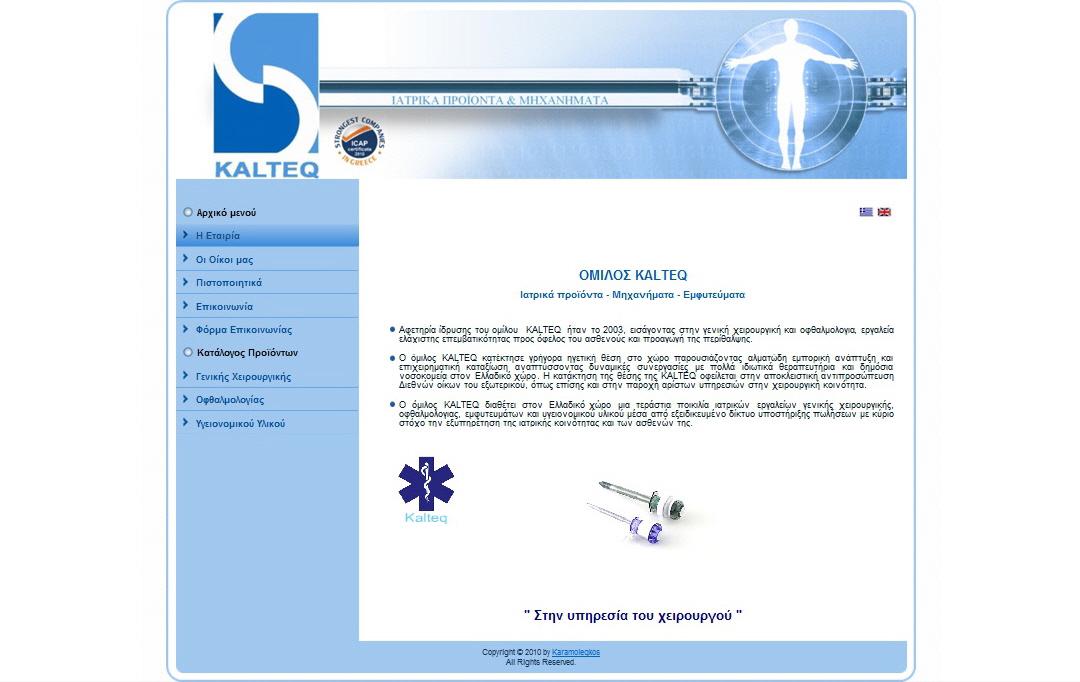 ΙΑΤΡΙΚΑ ΠΡΟΪΟΝΤΑ & ΜΗΧΑΝΗΜΑΤΑ
STRONGEST COMPANIES
ICAP
certificate
2010
IN GREECE
KALTEQ
Αρχικό μενού
Η Εταιρία
Οι Οίκοι μας
Πιστοποιητικά
Επικοινωνία
Φόρμα Επικοινωνίας
Κατάλογος Προϊόντων
Γενικής Χειρουργικής
Οφθαλμολογίας
Υγειονομικού Υλικού
ΟΜΙΛΟΣ KALTEQ
Ιατρικά προϊόντα - Μηχανήματα - Εμφυτεύματα
Αφετηρία ίδρυσης του ομίλου KALTEQ ήταν το 2003, εισάγοντας στην γενική χειρουργική και οφθαλμολογια, εργαλεία
ελάχιστης επεμβατικότητας προς όφελος του ασθενούς και προαγωγή της περίθαλψης.
Ο όμιλος KALTEQ κατέκτησε γρήγορα ηγετική θέση στο χώρο παρουσιάζοντας αλματώδη εμπορική ανάπτυξη και
επιχειρηματική καταξίωση αναπτύσσοντας δυναμικές συνεργασίες με πολλά ιδιωτικά θεραπευτήρια και δημόσια
νοσοκομεία στον Ελλαδικό χώρο. Η κατάκτηση της θέσης της KALTEQ οφείλεται στην αποκλειστική αντιπροσώπευση
Διεθνών οίκων του εξωτερικού, όπως επίσης και στην παροχή αρίστων υπηρεσιών στην χειρουργική κοινότητα.
Ο όμιλος KALTEQ διαθέτει στον Ελλαδικό χώρο μια τεράστια ποικιλία ιατρικών εργαλείων γενικής χειρουργικής,
οφθαλμολογιας, εμφυτευμάτων και υγειονομικού υλικού μέσα από εξειδικευμένο δίκτυο υποστήριξης πωλήσεων με κύριο
στόχο την εξυπηρέτηση της ιατρικής κοινότητας και των ασθενών της.
Kalteq
" Στην υπηρεσία του χειρουργού "
Copyright © 2010 by Karamolegkos
All Rights Reserved.